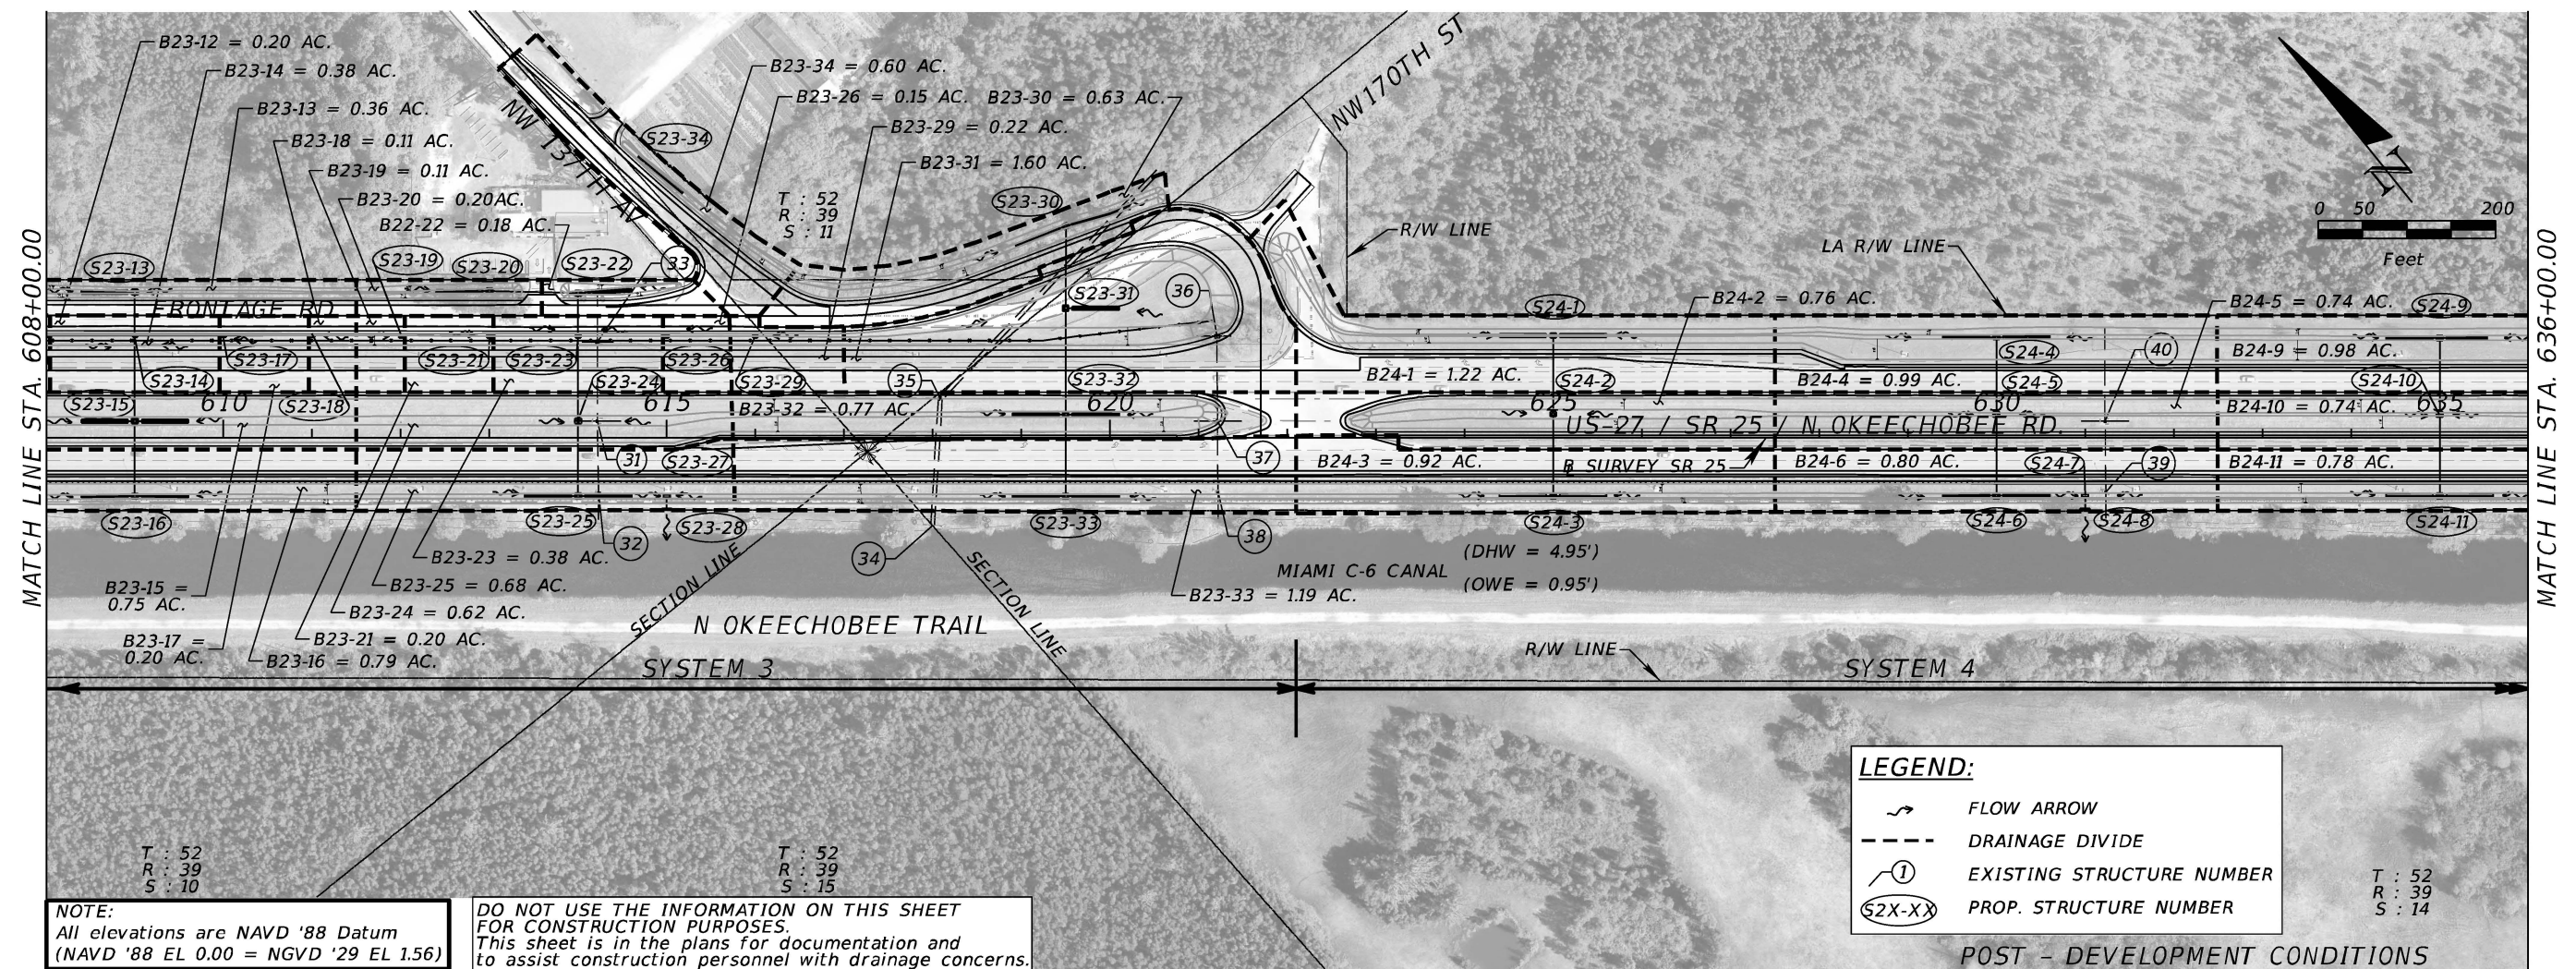 B23-12 = 0.20 AC.
B23-14 = 0.38 AC.
B23-13 = 0.36 AC.
B23-18 = 0.11 AC.
B23-19 = 0.11 AC.
B23-20 = 0.20AC.
B22-22 = 0.18 AC.
NW 137TH AV
S23-34
B23-34 = 0.60 AC.
B23-26 = 0.15 AC.
B23-30 = 0.63 AC.
B23-29 = 0.22 AC.
B23-31 = 1.60 AC.
T : 52
R : 39
S : 11
S23-30
NW170TH ST
R/W LINE
LA R/W LINE
N
0 50 200
Feet
MATCH LINE STA. 608+00.00
MATCH LINE STA. 636+00.00
S23-13
S23-19
S23-20
S23-22
33
S23-31
36
S24-1
B24-2 = 0.76 AC.
B24-5 = 0.74 AC.
S24-9
FRONTAGE RD
S23-17
S23-21
S23-23
S23-26
S24-4
40
B24-9 = 0.98 AC.
S23-14
S23-24
S23-29
35
S23-32
B24-1 = 1.22 AC.
S24-2
B24-4 = 0.99 AC.
S24-5
S24-10
S23-15
610
S23-18
615
B23-32 = 0.77 AC.
620
625
630
B24-10 = 0.74 AC.
635
US-27 / SR 25 / N OKEECHOBEE RD.
31
S23-27
37
B24-3 = 0.92 AC.
B SURVEY SR 25
B24-6 = 0.80 AC.
S24-7
39
B24-11 = 0.78 AC.
S23-16
S23-25
S23-28
S23-33
S24-3
S24-6
S24-8
S24-11
32
34
38
B23-23 = 0.38 AC.
B23-25 = 0.68 AC.
B23-15 =
0.75 AC.
B23-24 = 0.62 AC.
B23-21 = 0.20 AC.
B23-17 =
0.20 AC.
B23-16 = 0.79 AC.
SECTION LINE
SECTION LINE
(DHW = 4.95')
MIAMI C-6 CANAL
(OWE = 0.95')
B23-33 = 1.19 AC.
N OKEECHOBEE TRAIL
R/W LINE
SYSTEM 3
SYSTEM 4
T : 52
R : 39
S : 10
T : 52
R : 39
S : 15
T : 52
R : 39
S : 14
LEGEND:
FLOW ARROW
DRAINAGE DIVIDE
1 EXISTING STRUCTURE NUMBER
S2X-XX PROP. STRUCTURE NUMBER
NOTE:
All elevations are NAVD '88 Datum
(NAVD '88 EL 0.00 = NGVD '29 EL 1.56)
DO NOT USE THE INFORMATION ON THIS SHEET
FOR CONSTRUCTION PURPOSES.
This sheet is in the plans for documentation and
to assist construction personnel with drainage concerns.
POST - DEVELOPMENT CONDITIONS